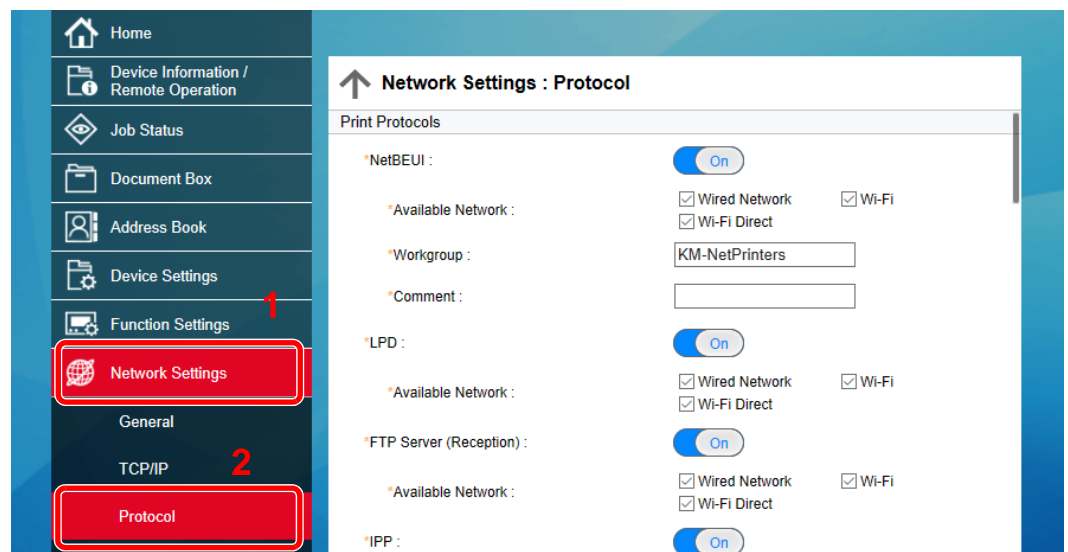 Home
Device Information /
Remote Operation
Job Status
Document Box
Address Book
Device Settings
1
Function Settings
Network Settings
General
2
TCP/IP
Protocol
Network Settings : Protocol
Print Protocols
*NetBEUI :
On
*Available Network :
Wired Network
Wi-Fi
Wi-Fi Direct
*Workgroup :
KM-NetPrinters
*Comment :
*LPD :
On
*Available Network :
Wired Network
Wi-Fi
Wi-Fi Direct
*FTP Server (Reception) :
On
*Available Network :
Wired Network
Wi-Fi
Wi-Fi Direct
*IPP :
On